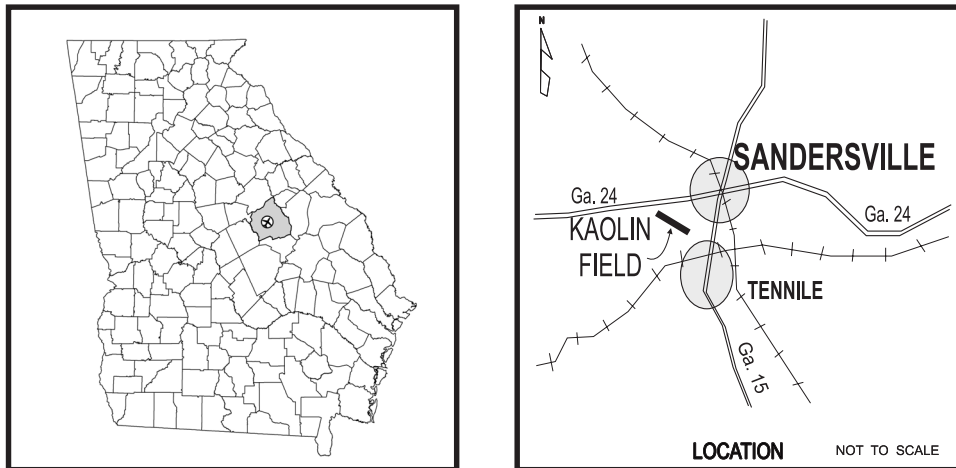 N
SANDERSVILLE
Ga. 24
Ga. 24
KAOLIN
FIELD
TENNILE
Ga. 15
LOCATION
NOT TO SCALE